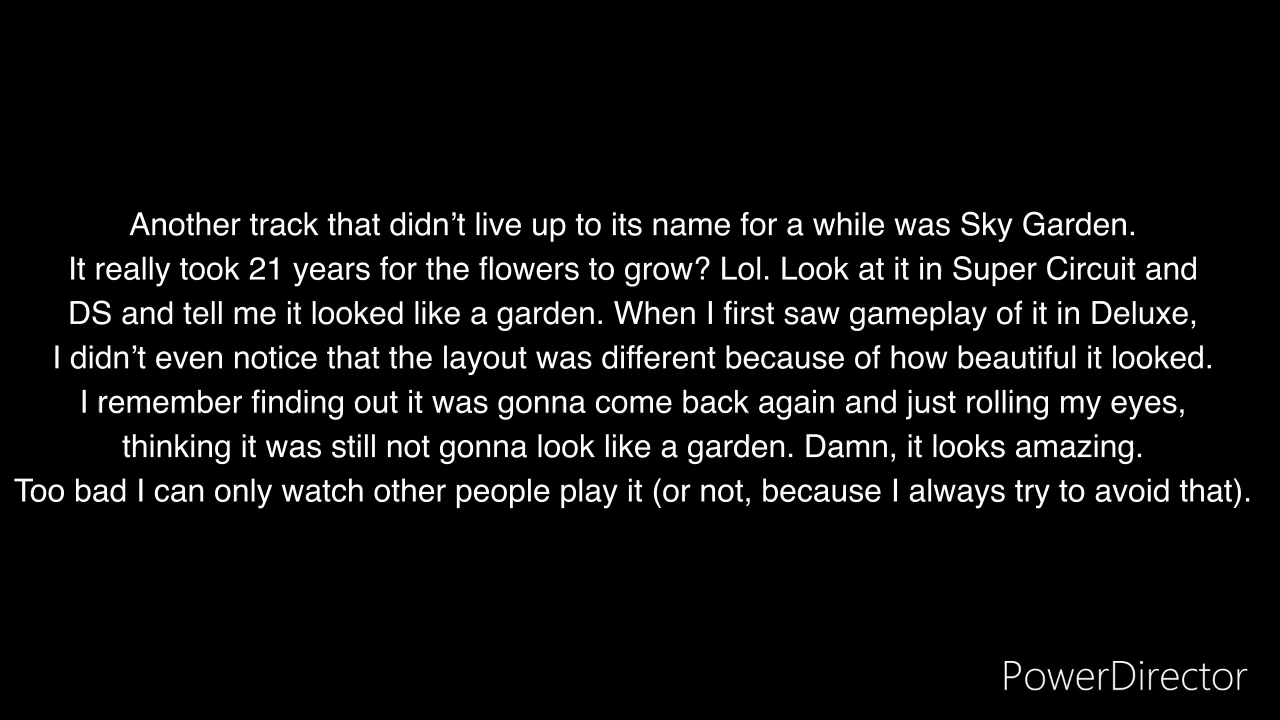 Another track that didn’t live up to its name for a while was Sky Garden.
It really took 21 years for the flowers to grow? Lol. Look at it in Super Circuit and
DS and tell me it looked like a garden. When I first saw gameplay of it in Deluxe,
I didn’t even notice that the layout was different because of how beautiful it looked.
I remember finding out it was gonna come back again and just rolling my eyes,
thinking it was still not gonna look like a garden. Damn, it looks amazing.
Too bad I can only watch other people play it (or not, because I always try to avoid that).
PowerDirector